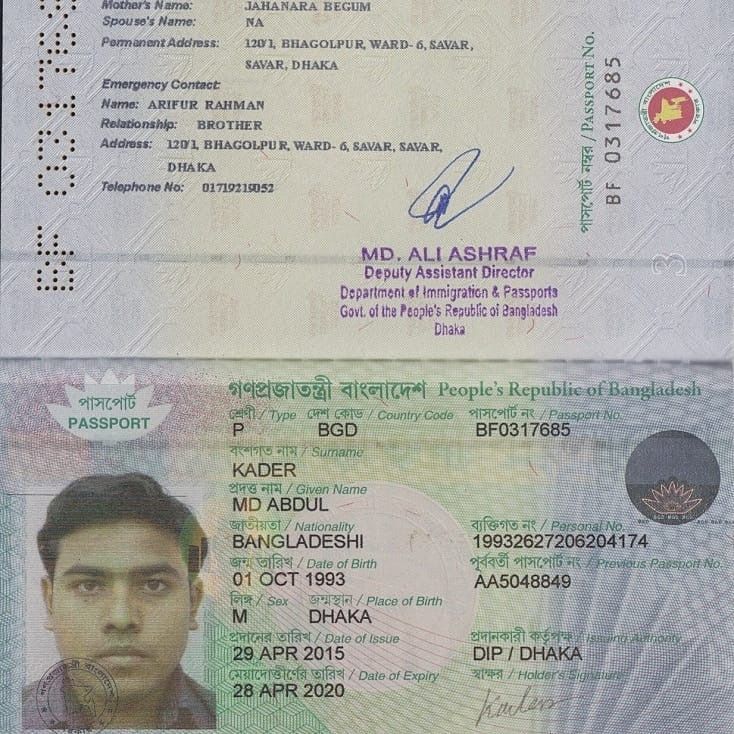 Mother's Name: JAHANARA BEGUM
Spouse's Name: NA
Permanent Address: 120/1, BHAGOLPUR, WARD- 6, SAVAR,
SAVAR, DHAKA
Emergency Contact:
Name: ARIFUR RAHMAN
Relationship: BROTHER
Address: 120/1, BHAGOLPUR, WARD- 6, SAVAR, SAVAR,
DHAKA
Telephone No: 01719219052
MD. ALI ASHRAF
Deputy Assistant Director
Department of Immigration & Passports
Govt. of the People's Republic of Bangladesh
Dhaka
পাসপোর্ট নম্বর / PASSPORT No.
BF 0317685
BF 0317685
3
পাসপোর্ট
PASSPORT
গণপ্রজাতন্ত্রী বাংলাদেশ People's Republic of Bangladesh
শ্রেণী / Type দেশ কোড / Country Code পাসপোর্ট নং / Passport No.
P BGD BF0317685
বংশগত নাম / Surname
KADER
প্রদত্ত নাম / Given Name
MD ABDUL
জাতীয়তা / Nationality ব্যক্তিগত নং / Personal No.
BANGLADESHI 19932627206204174
জন্ম তারিখ / Date of Birth পূর্ববর্তী পাসপোর্ট নং / Previous Passport No.
01 OCT 1993 AA5048849
লিঙ্গ / Sex জন্মস্থান / Place of Birth
M DHAKA
প্রদানের তারিখ / Date of Issue প্রদানকারী কর্তৃপক্ষ / Issuing Authority
29 APR 2015 DIP / DHAKA
মেয়াদোত্তীর্ণের তারিখ / Date of Expiry স্বাক্ষর / Holder's Signature
28 APR 2020
Kader